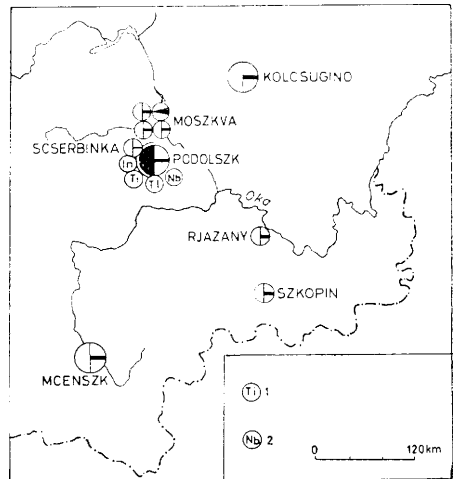 KOLCSUGINO
MOSZKVA
SCSERBINKA
PODOLSZK
In
Ti
Tl
Nb
Oka
RJAZANY
SZKOPIN
MCENSZK
Ti 1
Nb 2
0 120km